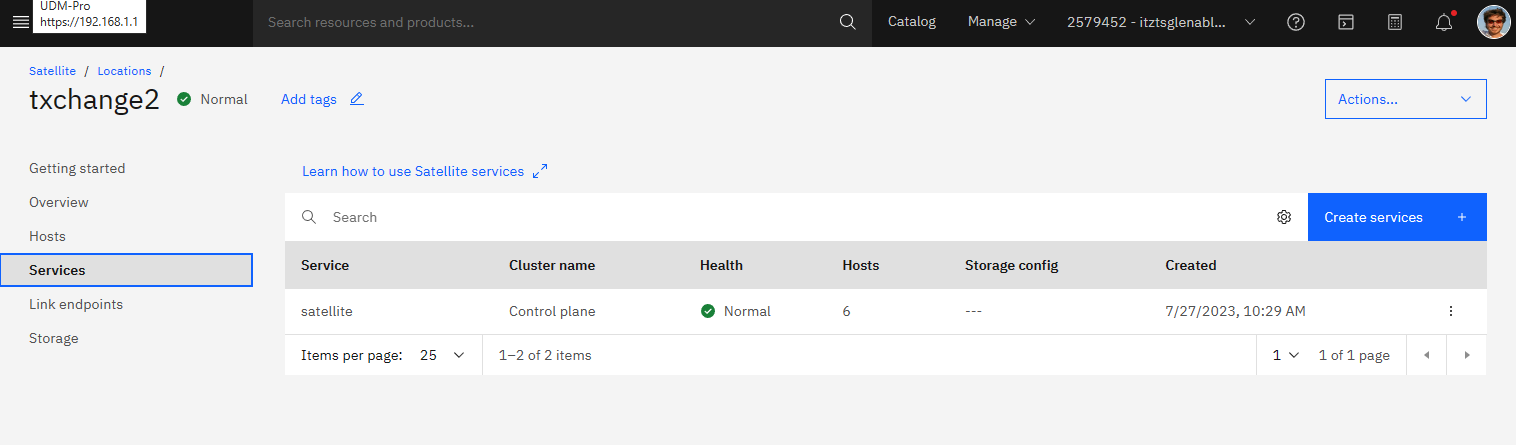 UDM-Pro
https://192.168.1.1
Search resources and products...
Catalog
Manage
2579452 - itztsglenabl...
Satellite / Locations /
txchange2
Normal
Add tags
Actions...
Getting started
Overview
Hosts
Services
Link endpoints
Storage
Learn how to use Satellite services
Search
Create services +
Service Cluster name Health Hosts Storage config Created
satellite Control plane Normal 6 --- 7/27/2023, 10:29 AM
Items per page: 25 1–2 of 2 items 1 1 of 1 page